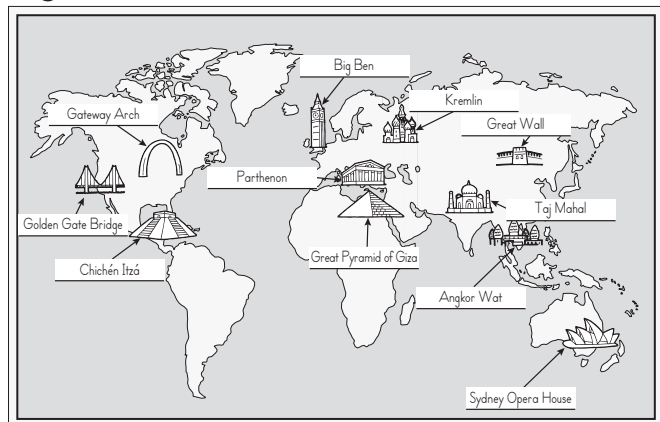 Big Ben
Kremlin
Gateway Arch
Great Wall
Parthenon
Taj Mahal
Golden Gate Bridge
Great Pyramid of Giza
Chichén Itzá
Angkor Wat
Sydney Opera House